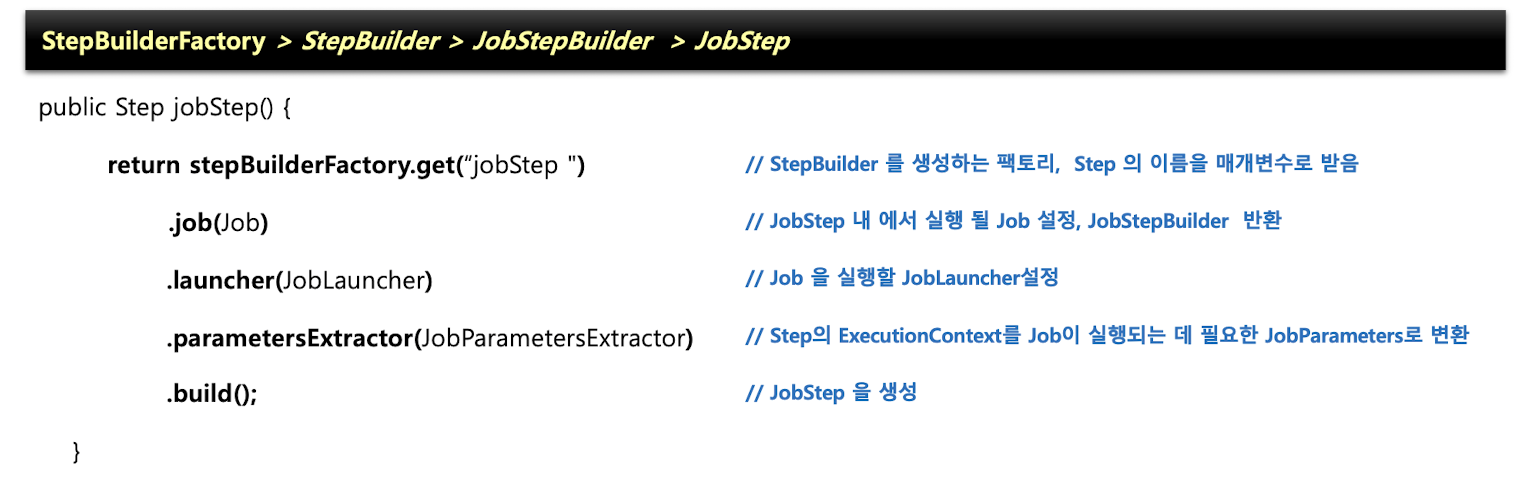 StepBuilderFactory > StepBuilder > JobStepBuilder > JobStep
public Step jobStep() {
return stepBuilderFactory.get(“jobStep ") // StepBuilder 를 생성하는 팩토리, Step 의 이름을 매개변수로 받음
.job(Job) // JobStep 내 에서 실행 될 Job 설정, JobStepBuilder 반환
.launcher(JobLauncher) // Job 을 실행할 JobLauncher설정
.parametersExtractor(JobParametersExtractor) // Step의 ExecutionContext를 Job이 실행되는 데 필요한 JobParameters로 변환
.build(); // JobStep 을 생성
}